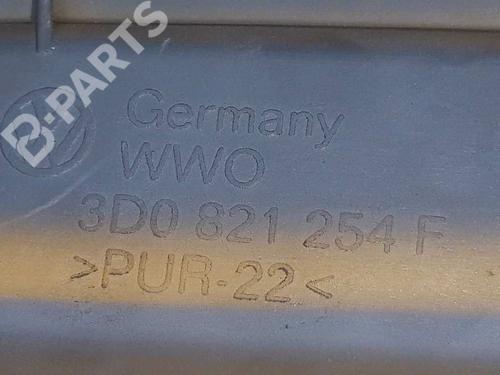 B-PARTS
Germany
WWO
3D0 821 254 F
>PUR-22<